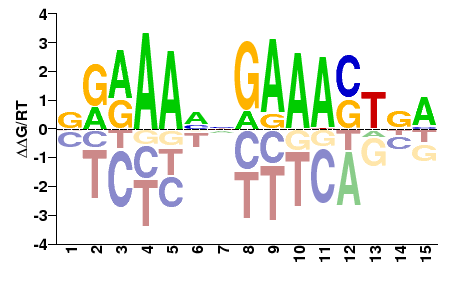 4
3
2
1
0
-1
-2
-3
-4
ΔΔG/RT
G G A A A A G A A A C T G A
A G G C A G G T
C C T G G T C C G G T A T T
T C C T T T T C A G C G
T C
1 2 3 4 5 6 7 8 9 10 11 12 13 14 15